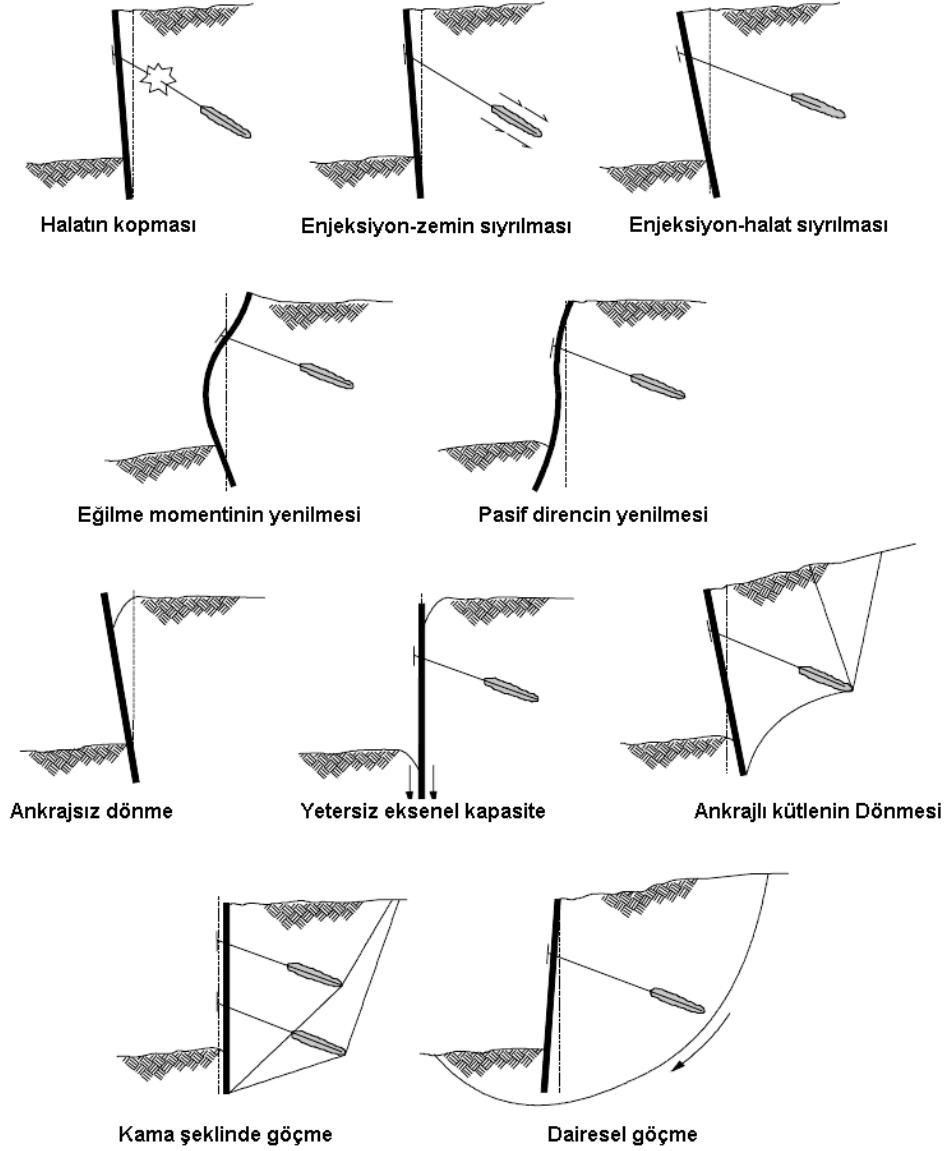 Halatın kopması
Enjeksiyon-zemin sıyrılması
Enjeksiyon-halat sıyrılması
Eğilme momentinin yenilmesi
Pasif direncin yenilmesi
Ankrajsız dönme
Yetersiz eksenel kapasite
Ankrajlı kütlenin Dönmesi
Kama şeklinde göçme
Dairesel göçme